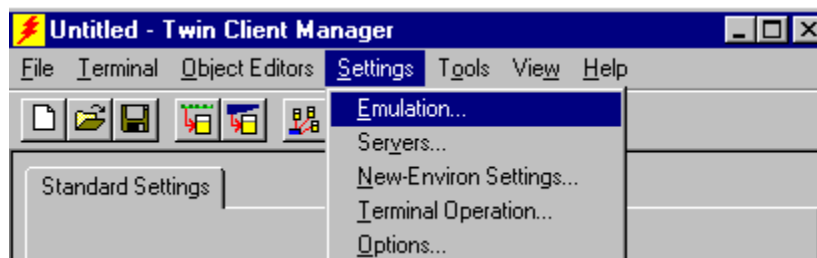 Untitled - Twin Client Manager
File Terminal Object Editors Settings Tools View Help
Emulation...
Servers...
New-Environ Settings...
Terminal Operation...
Options...
Standard Settings